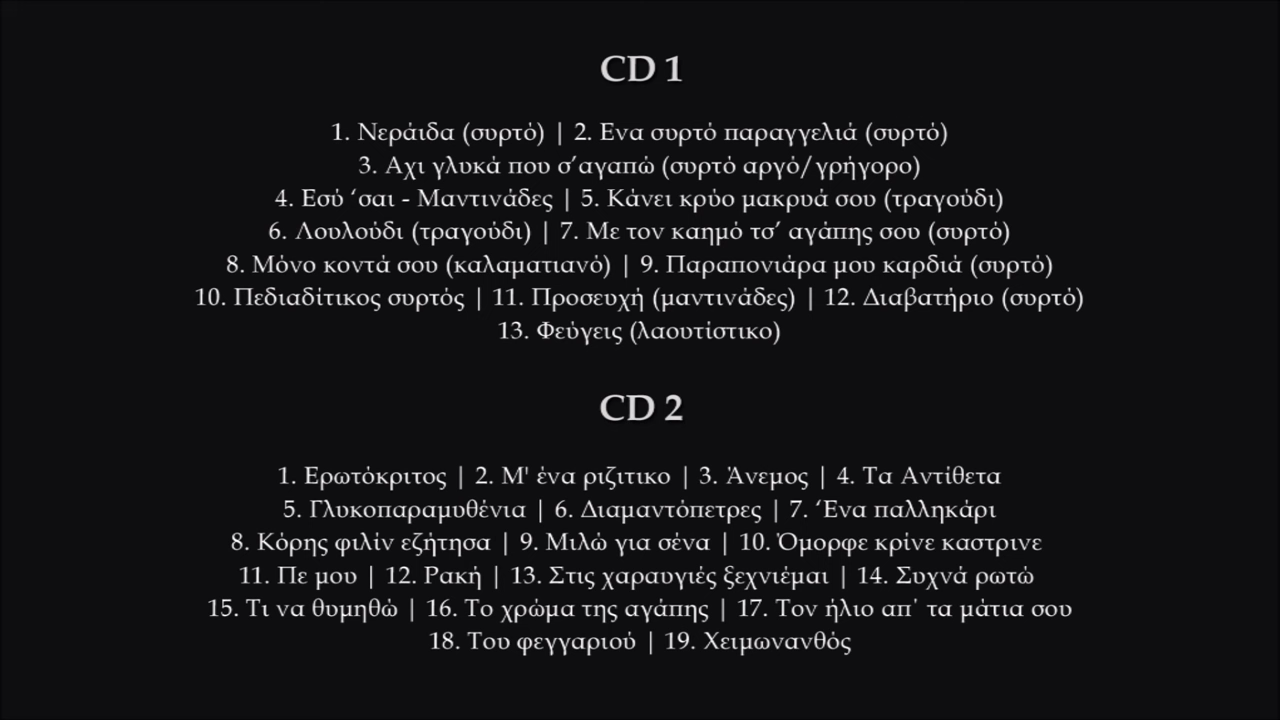 CD 1
1. Νεράιδα (συρτό) | 2. Ενα συρτό παραγγελιά (συρτό)
3. Αχι γλυκά που σ’αγαπώ (συρτό αργό/γρήγορο)
4. Εσύ ‘σαι - Μαντινάδες | 5. Κάνει κρύο μακρυά σου (τραγούδι)
6. Λουλούδι (τραγούδι) | 7. Με τον καημό τσ’ αγάπης σου (συρτό)
8. Μόνο κοντά σου (καλαματιανό) | 9. Παραπονιάρα μου καρδιά (συρτό)
10. Πεδιαδίτικος συρτός | 11. Προσευχή (μαντινάδες) | 12. Διαβατήριο (συρτό)
13. Φεύγεις (λαουτίστικο)
CD 2
1. Ερωτόκριτος | 2. Μ' ένα ριζιτικο | 3. Άνεμος | 4. Τα Αντίθετα
5. Γλυκοπαραμυθένια | 6. Διαμαντόπετρες | 7. ‘Ενα παλληκάρι
8. Κόρης φιλίν εζήτησα | 9. Μιλώ για σένα | 10. Όμορφε κρίνε καστρινε
11. Πε μου | 12. Ρακή | 13. Στις χαραυγιές ξεχνιέμαι | 14. Συχνά ρωτώ
15. Τι να θυμηθώ | 16. Το χρώμα της αγάπης | 17. Τον ήλιο απ΄ τα μάτια σου
18. Του φεγγαριού | 19. Χειμωνανθός